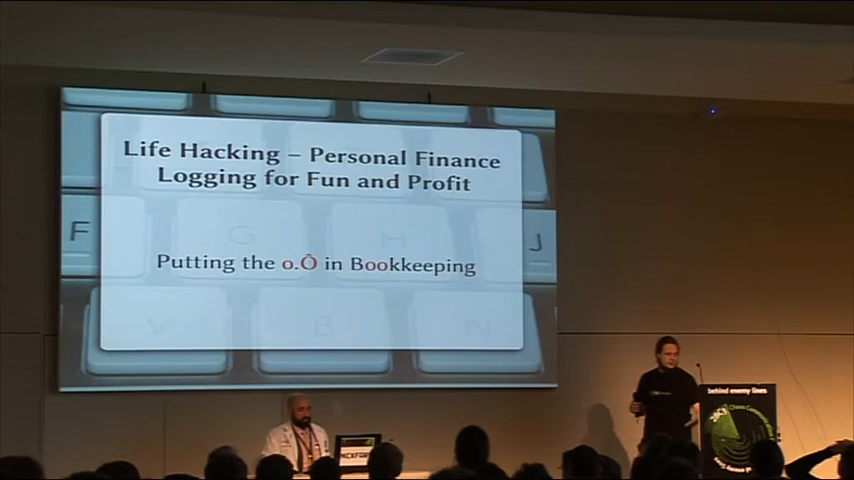 Life Hacking – Personal Finance
Logging for Fun and Profit
Putting the o.Ô in Bookkeeping
F
G
H
J
V
B
N
behind enemy lines